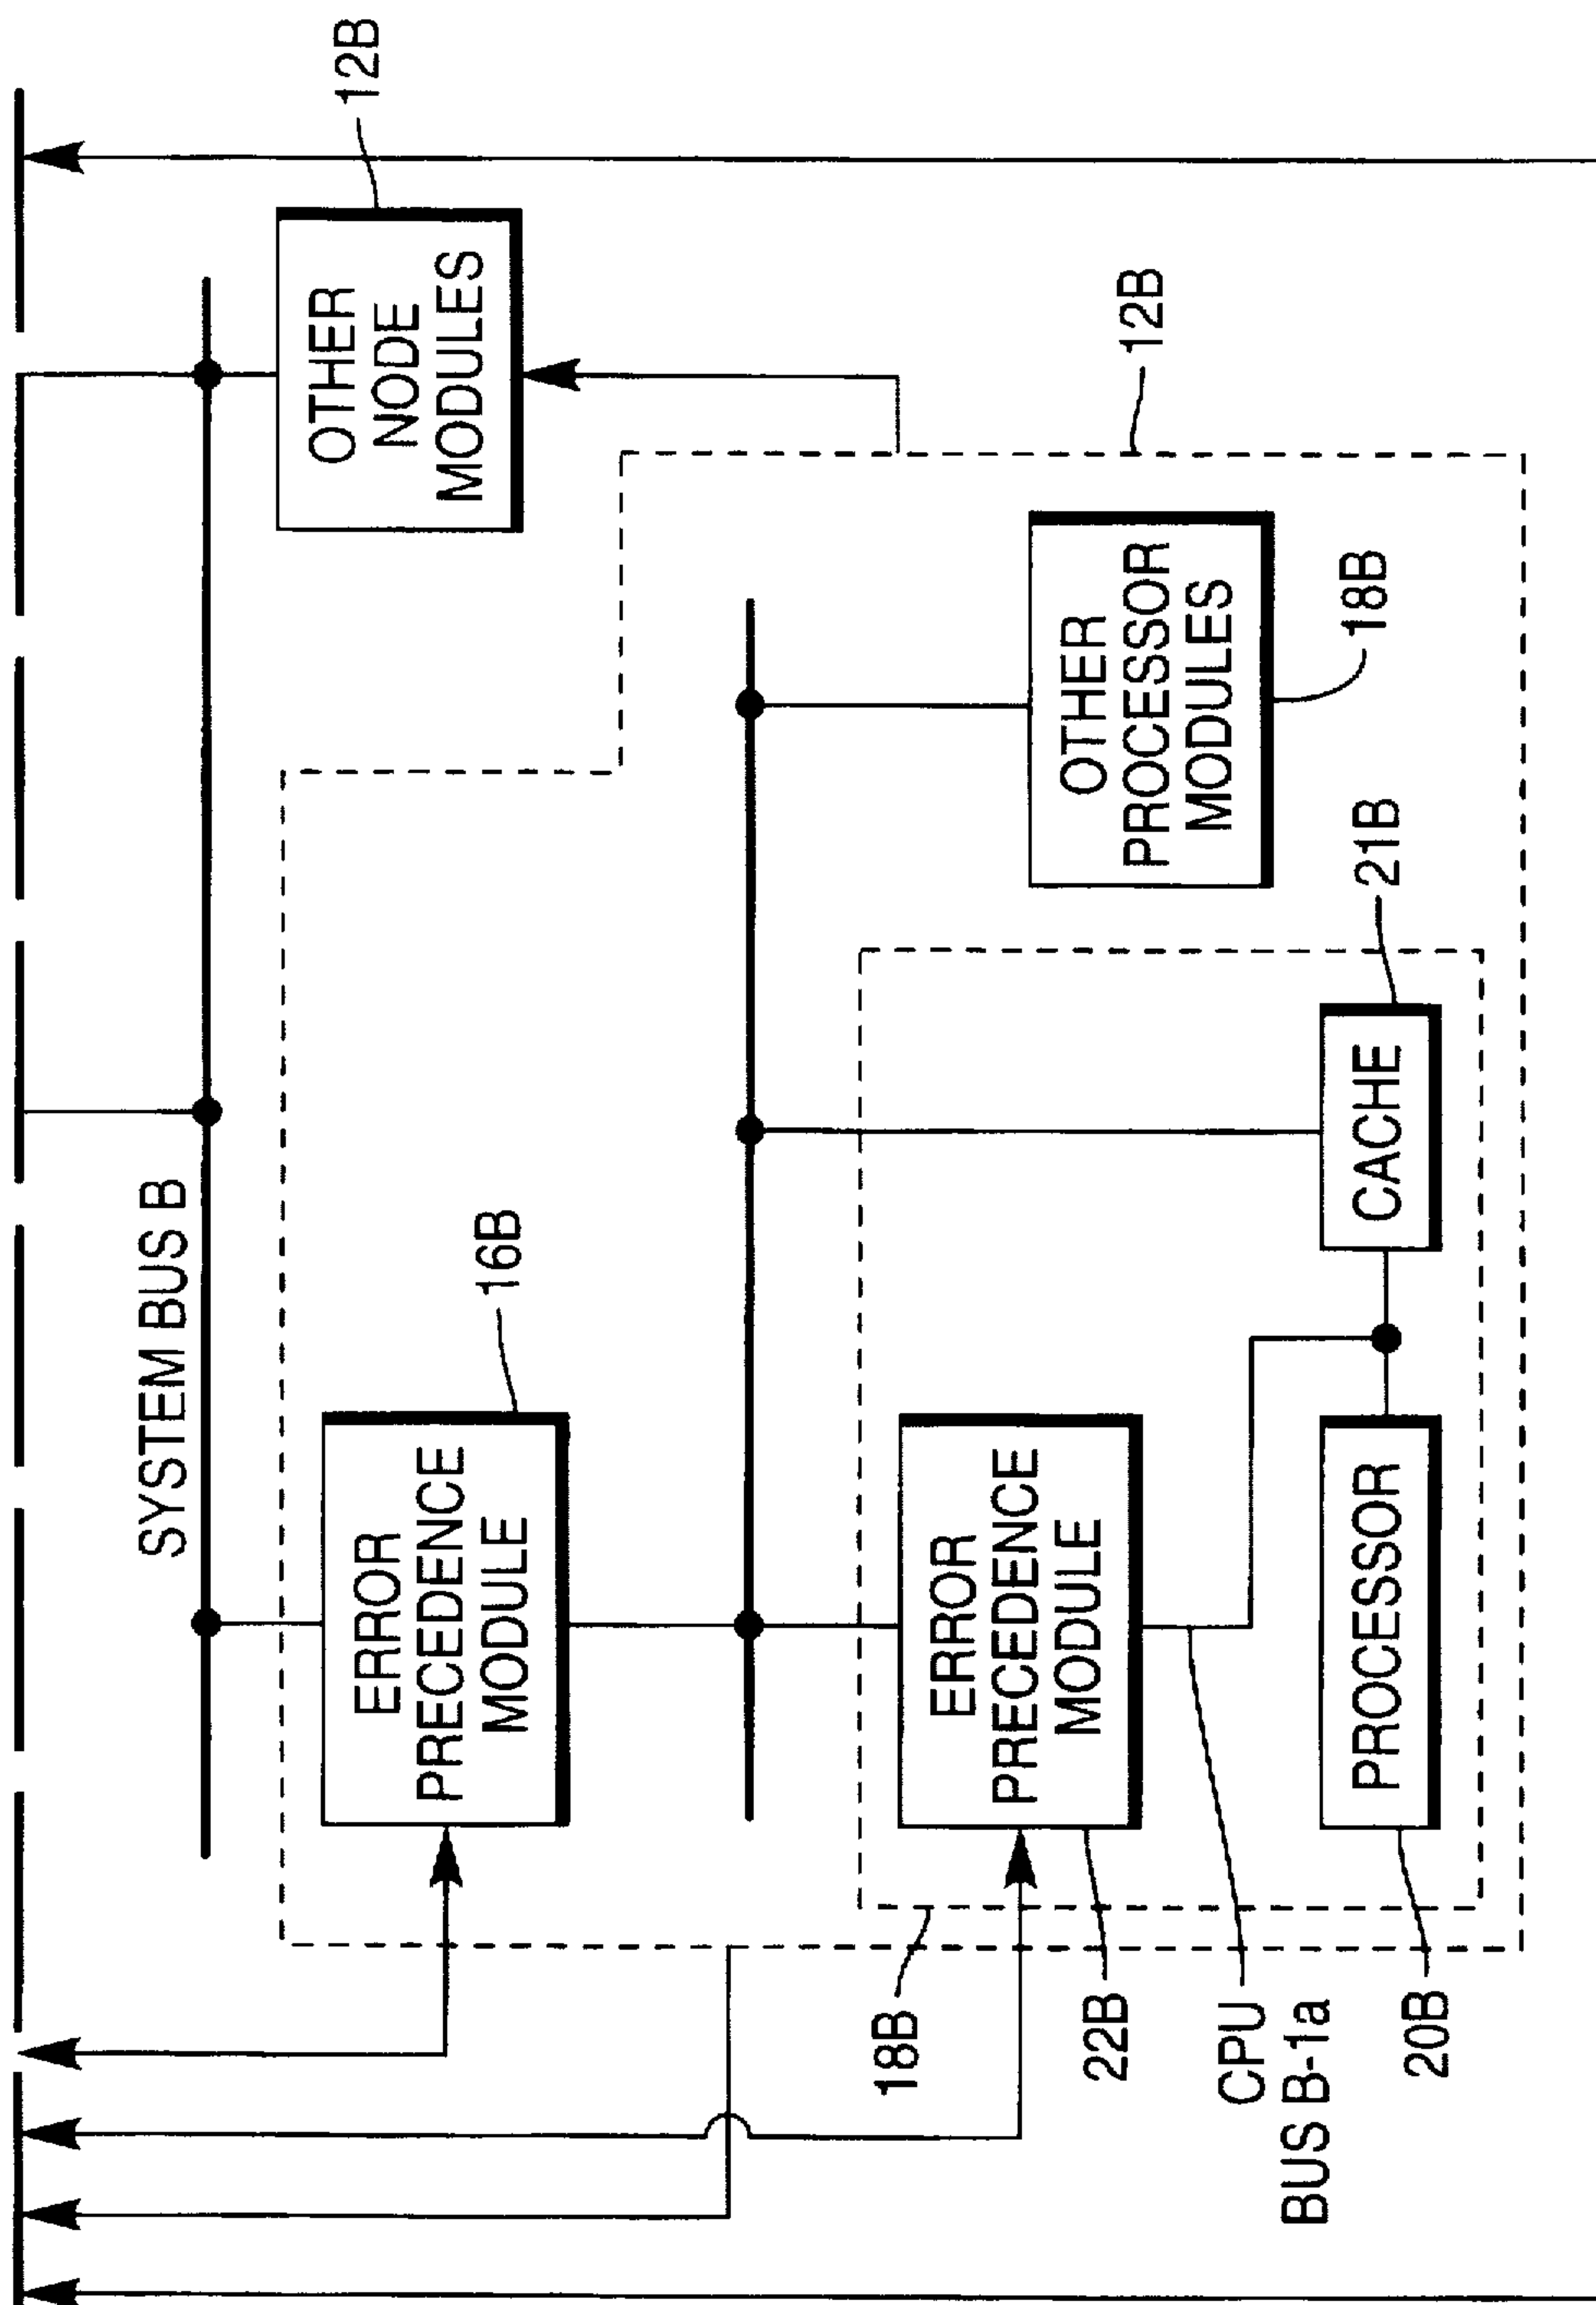 SYSTEM BUS B
12B
OTHER
NODE
MODULES
16B
ERROR
PRECEDENCE
MODULE
12B
18B
ERROR
PRECEDENCE
MODULE
22B
OTHER
PROCESSOR
MODULES
18B
CPU
BUS B-1a
21B
CACHE
PROCESSOR
20B